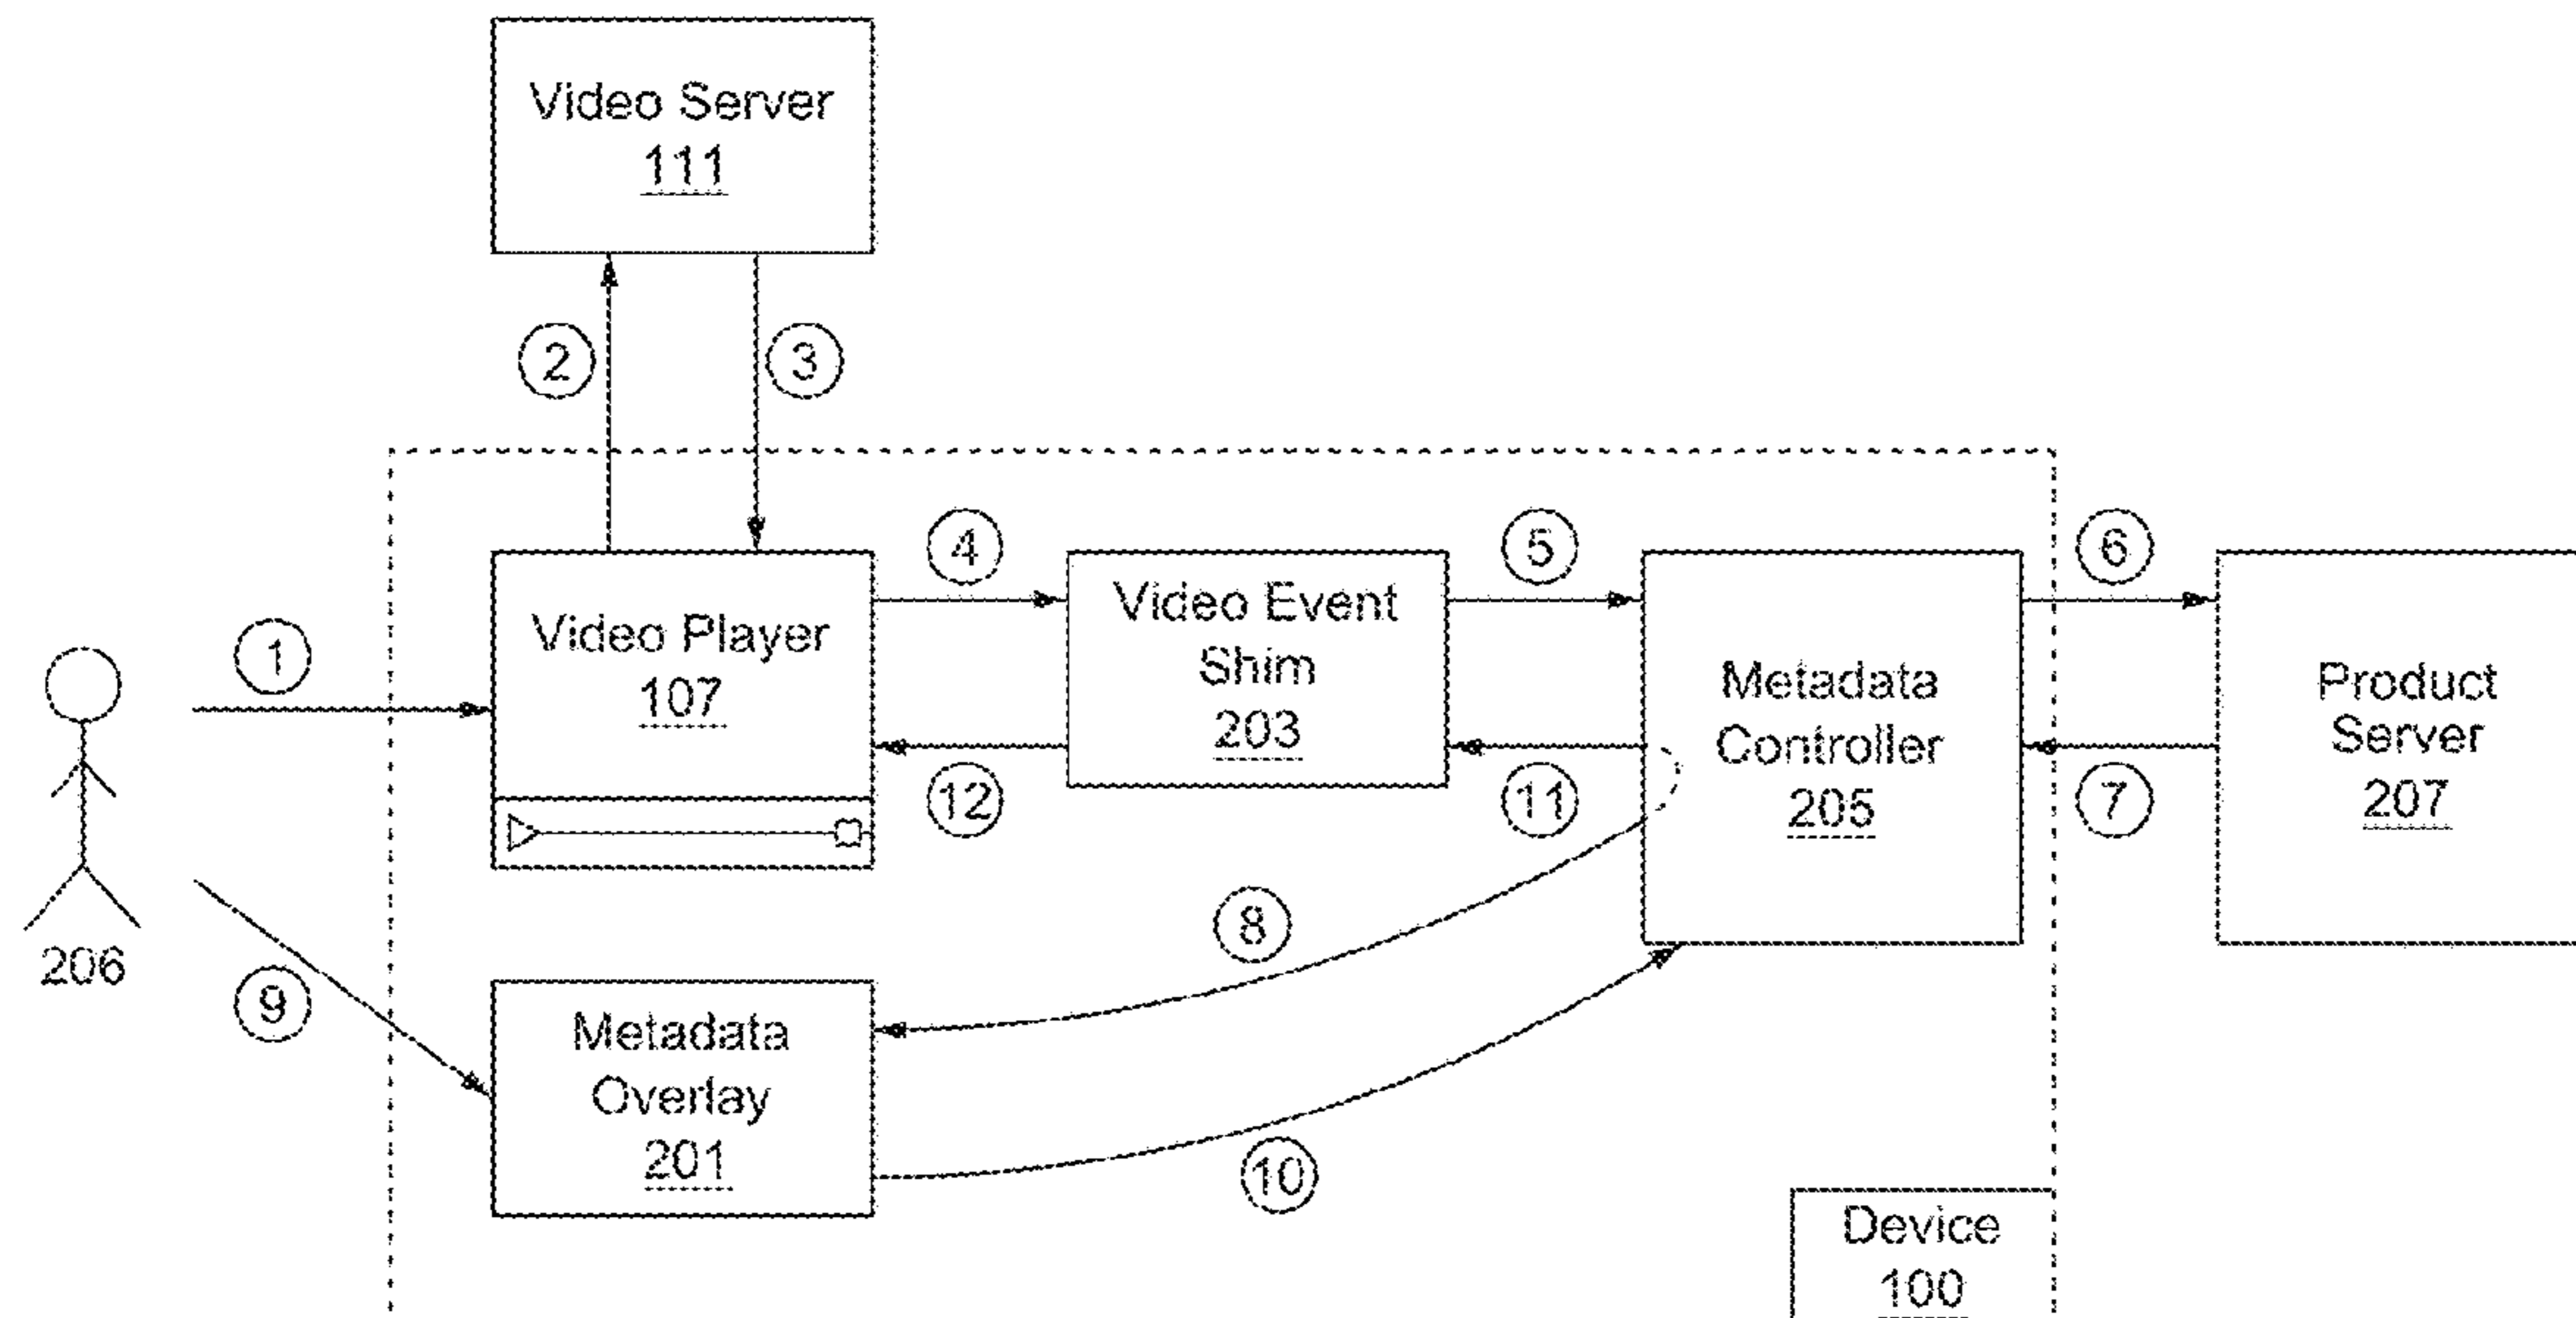 Video Server
111
2
3
4
5
6
1
Video Player
107
Video Event
Shim
203
Metadata
Controller
205
Product
Server
207
12
11
7
206
8
9
Metadata
Overlay
201
10
Device
100